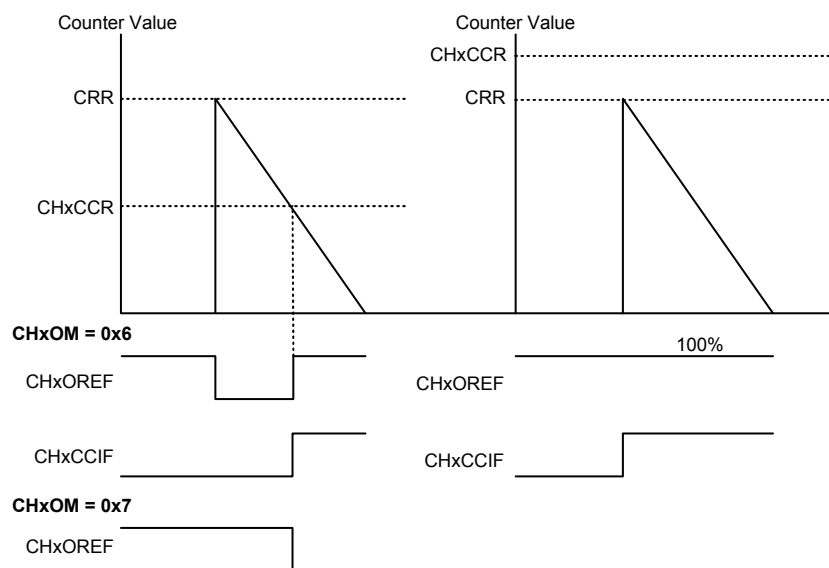 Counter Value
CRR
CHxCCR
Counter Value
CHxCCR
CRR
CHxOM = 0x6
CHxOREF
CHxCCIF
100%
CHxOREF
CHxCCIF
CHxOM = 0x7
CHxOREF